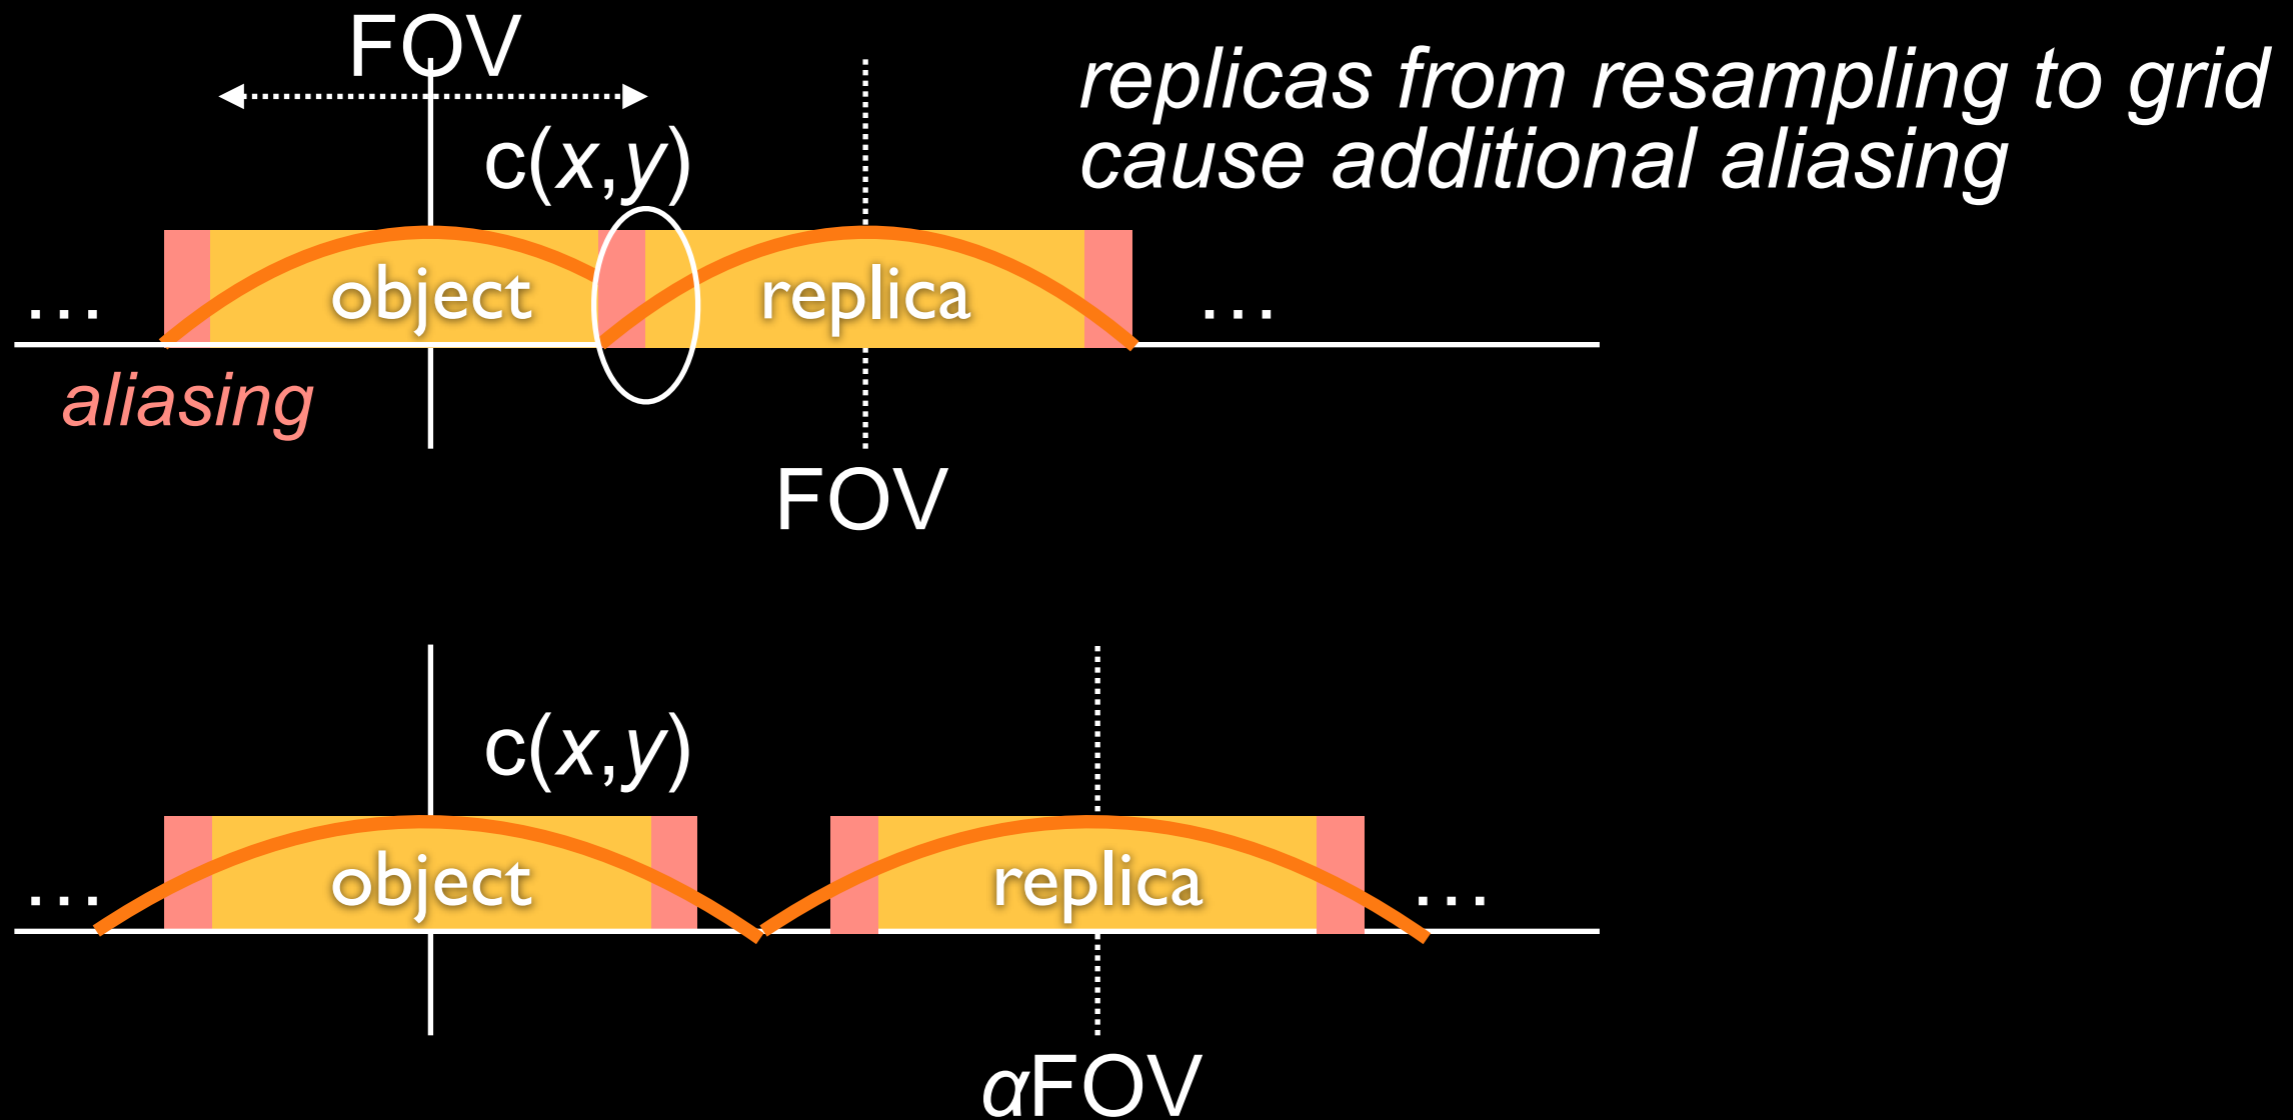 FOV
replicas from resampling to grid
cause additional aliasing
c(x,y)
object
replica
...
...
aliasing
FOV
c(x,y)
object
replica
...
...
αFOV